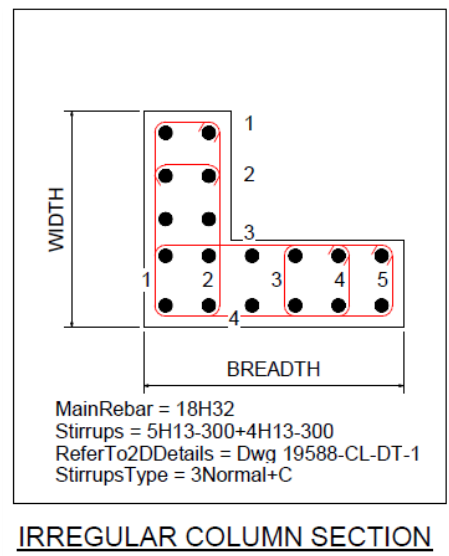 1
2
WIDTH
3
1 2 3 4 5
4
BREADTH
MainRebar = 18H32
Stirrups = 5H13-300+4H13-300
ReferTo2DDetails = Dwg 19588-CL-DT-1
StirrupsType = 3Normal+C
IRREGULAR COLUMN SECTION